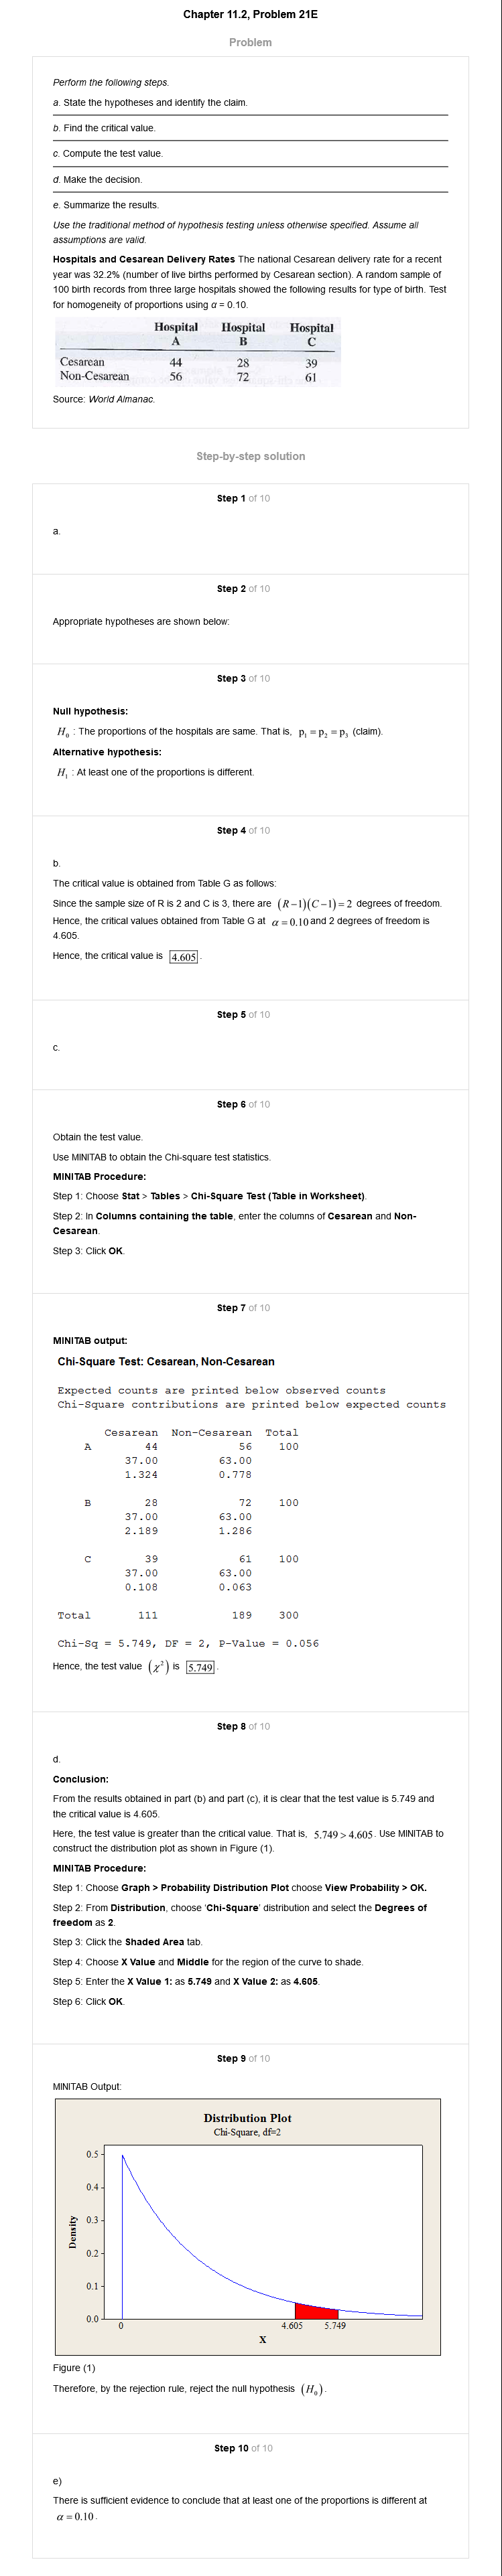 Chapter 11.2, Problem 21E
Problem
Perform the following steps.
a. State the hypotheses and identify the claim.
b. Find the critical value.
c. Compute the test value.
d. Make the decision.
e. Summarize the results.
Use the traditional method of hypothesis testing unless otherwise specified. Assume all
assumptions are valid.
Hospitals and Cesarean Delivery Rates The national Cesarean delivery rate for a recent
year was 32.2% (number of live births performed by Cesarean section). A random sample of
100 birth records from three large hospitals showed the following results for type of birth. Test
for homogeneity of proportions using α = 0.10.
Hospital Hospital Hospital
A B C
Cesarean 44 28 39
Non-Cesarean 56 72 61
Source: World Almanac.
Step-by-step solution
Step 1 of 10
a.
Step 2 of 10
Appropriate hypotheses are shown below:
Step 3 of 10
Null hypothesis:
H₀ : The proportions of the hospitals are same. That is, p₁ = p₂ = p₃ (claim).
Alternative hypothesis:
H₁ : At least one of the proportions is different.
Step 4 of 10
b.
The critical value is obtained from Table G as follows:
Since the sample size of R is 2 and C is 3, there are (R−1)(C−1) = 2 degrees of freedom.
Hence, the critical values obtained from Table G at α = 0.10 and 2 degrees of freedom is
4.605.
Hence, the critical value is 4.605.
Step 5 of 10
c.
Step 6 of 10
Obtain the test value.
Use MINITAB to obtain the Chi-square test statistics.
MINITAB Procedure:
Step 1: Choose Stat > Tables > Chi-Square Test (Table in Worksheet).
Step 2: In Columns containing the table, enter the columns of Cesarean and Non-
Cesarean.
Step 3: Click OK.
Step 7 of 10
MINITAB output:
Chi-Square Test: Cesarean, Non-Cesarean
Expected counts are printed below observed counts
Chi-Square contributions are printed below expected counts
Cesarean Non-Cesarean Total
A 44 56 100
37.00 63.00
1.324 0.778
B 28 72 100
37.00 63.00
2.189 1.286
C 39 61 100
37.00 63.00
0.108 0.063
Total 111 189 300
Chi-Sq = 5.749, DF = 2, P-Value = 0.056
Hence, the test value (χ²) is 5.749.
Step 8 of 10
d.
Conclusion:
From the results obtained in part (b) and part (c), it is clear that the test value is 5.749 and
the critical value is 4.605.
Here, the test value is greater than the critical value. That is, 5.749 > 4.605. Use MINITAB to
construct the distribution plot as shown in Figure (1).
MINITAB Procedure:
Step 1: Choose Graph > Probability Distribution Plot choose View Probability > OK.
Step 2: From Distribution, choose 'Chi-Square' distribution and select the Degrees of
freedom as 2.
Step 3: Click the Shaded Area tab.
Step 4: Choose X Value and Middle for the region of the curve to shade.
Step 5: Enter the X Value 1: as 5.749 and X Value 2: as 4.605.
Step 6: Click OK.
Step 9 of 10
MINITAB Output:
Distribution Plot
Chi-Square, df=2
0.5
0.4
0.3
0.2
0.1
0.0
Density
0 4.605 5.749
X
Figure (1)
Therefore, by the rejection rule, reject the null hypothesis (H₀).
Step 10 of 10
e)
There is sufficient evidence to conclude that at least one of the proportions is different at
α = 0.10.